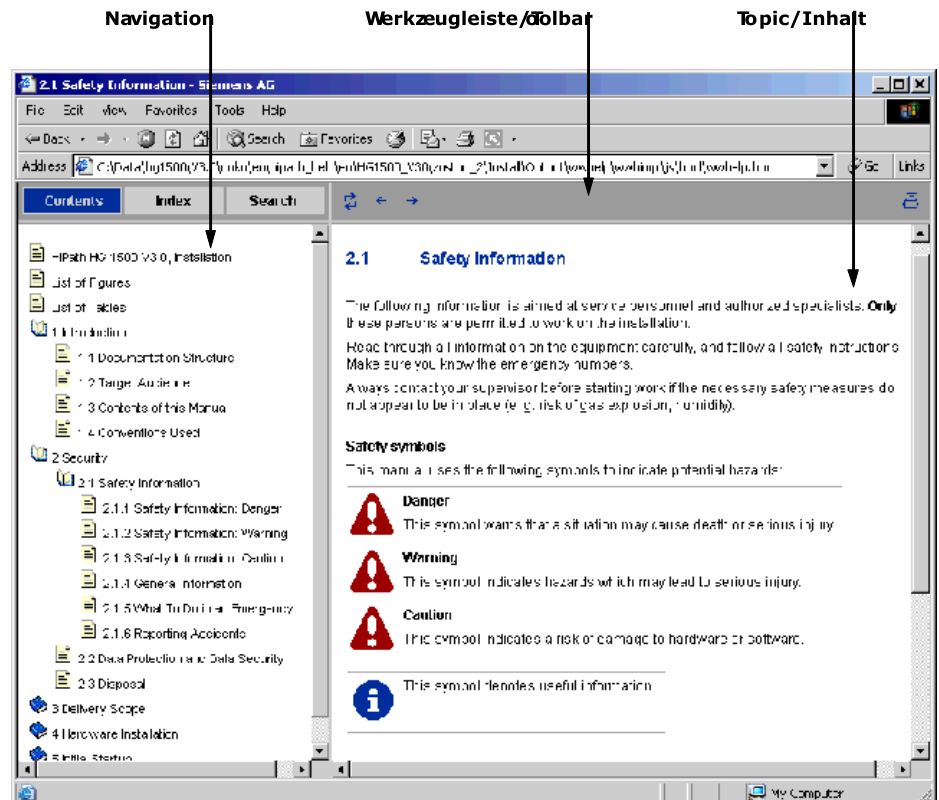 Navigation
Werkzeugleiste/Toolbar
Topic/Inhalt
2.1 Safety Information - Siemens AG
File Edit View Favorites Tools Help
Back Search Favorites
Address Go Links
Contents Index Search
HiPath HG 1500 V3.0, Installation
List of Figures
List of Tables
1 Introduction
1.1 Documentation Structure
1.2 Target Audience
1.3 Contents of this Manual
1.4 Conventions Used
2 Security
2.1 Safety Information
2.1.1 Safety Information: Danger
2.1.2 Safety Information: Warning
2.1.3 Safety Information: Caution
2.1.4 General Information
2.1.5 What To Do in an Emergency
2.1.6 Reporting Accidents
2.2 Data Protection and Data Security
2.3 Disposal
3 Delivery Scope
4 Hardware Installation
5 Initial Startup
2.1 Safety Information
The following information is aimed at service personnel and authorized specialists. Only
these persons are permitted to work on the installation.
Read through all information on the equipment carefully, and follow all safety instructions.
Make sure you know the emergency numbers.
Always contact your supervisor before starting work if the necessary safety measures do
not appear to be in place (e.g. risk of gas explosion, humidity).
Safety symbols
This manual uses the following symbols to indicate potential hazards:
Danger
This symbol warns that a situation may cause death or serious injury.
Warning
This symbol indicates hazards which may lead to serious injury.
Caution
This symbol indicates a risk of damage to hardware or software.
This symbol denotes useful information.
My Computer